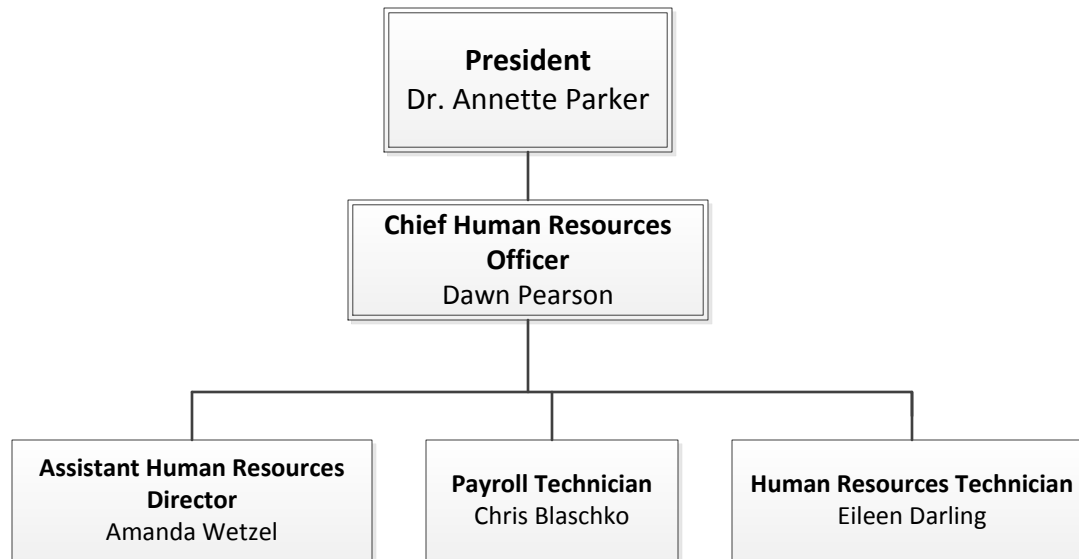 President
Dr. Annette Parker
Chief Human Resources
Officer
Dawn Pearson
Assistant Human Resources
Director
Amanda Wetzel
Payroll Technician
Chris Blaschko
Human Resources Technician
Eileen Darling